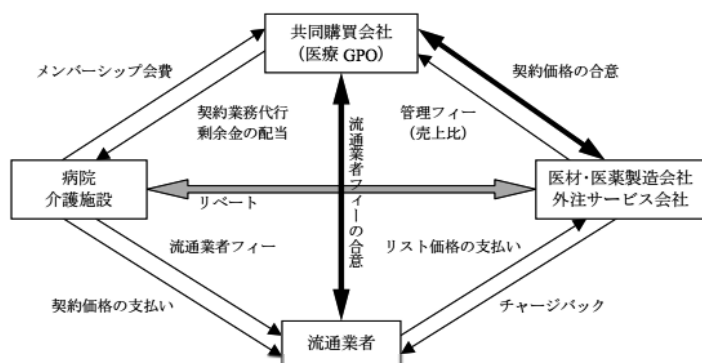 共同購買会社
（医療 GPO）
メンバーシップ会費
契約価格の合意
契約業務代行
剰余金の配当
管理フィー
（売上比）
流通業者フィーの合意
病院
介護施設
医材・医薬製造会社
外注サービス会社
リベート
流通業者フィー
リスト価格の支払い
契約価格の支払い
チャージバック
流通業者